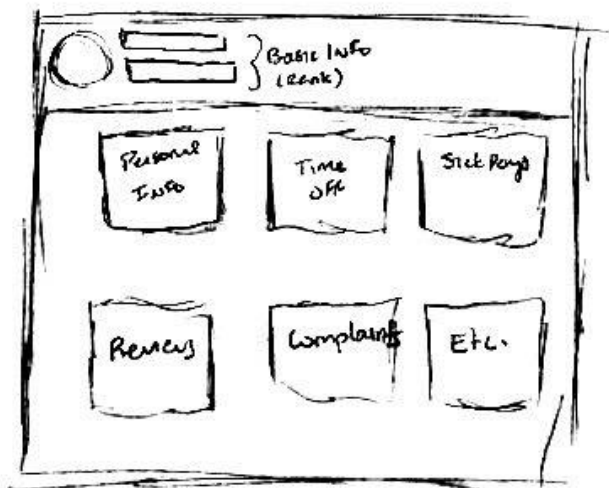 Basic Info
(Rank)
Personal
Info
Time
Off
Sick Days
Reviews
Complaints
Etc.